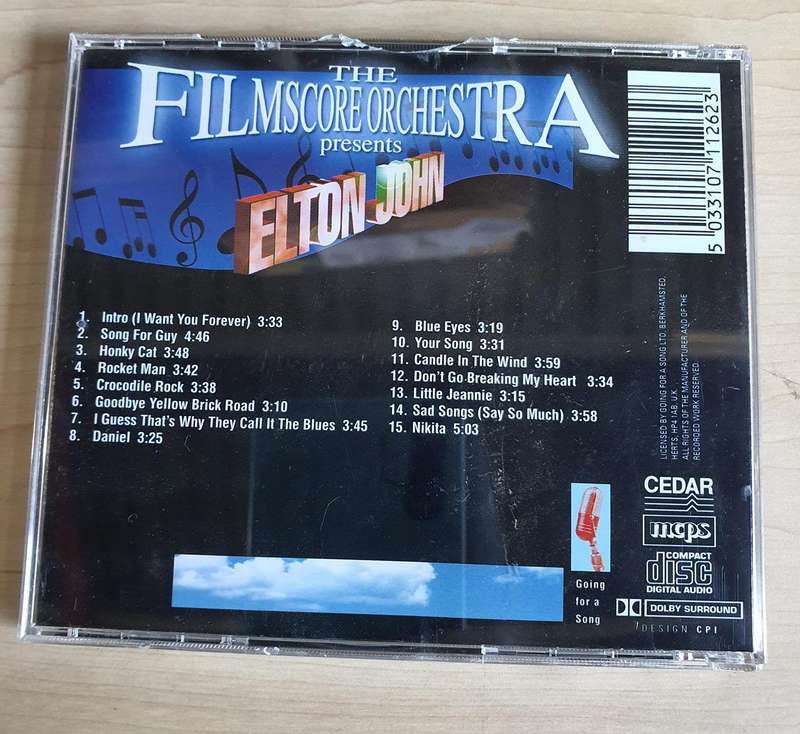 THE
FILMSCORE ORCHESTRA
presents
ELTON JOHN
1. Intro (I Want You Forever) 3:33
2. Song For Guy 4:46
3. Honky Cat 3:48
4. Rocket Man 3:42
5. Crocodile Rock 3:38
6. Goodbye Yellow Brick Road 3:10
7. I Guess That's Why They Call It The Blues 3:45
8. Daniel 3:25
9. Blue Eyes 3:19
10. Your Song 3:31
11. Candle In The Wind 3:59
12. Don't Go Breaking My Heart 3:34
13. Little Jeannie 3:15
14. Sad Songs (Say So Much) 3:58
15. Nikita 5:03
5 033107 112623
LICENSED BY GOING FOR A SONG LTD, BERKHAMSTED,
HERTS, HP4 1AB, U.K.
ALL RIGHTS OF THE MANUFACTURER AND OF THE
RECORDED WORK RESERVED
CEDAR
mcps
COMPACT
disc
DIGITAL AUDIO
DOLBY SURROUND
DESIGN CPI
Going
for a
Song